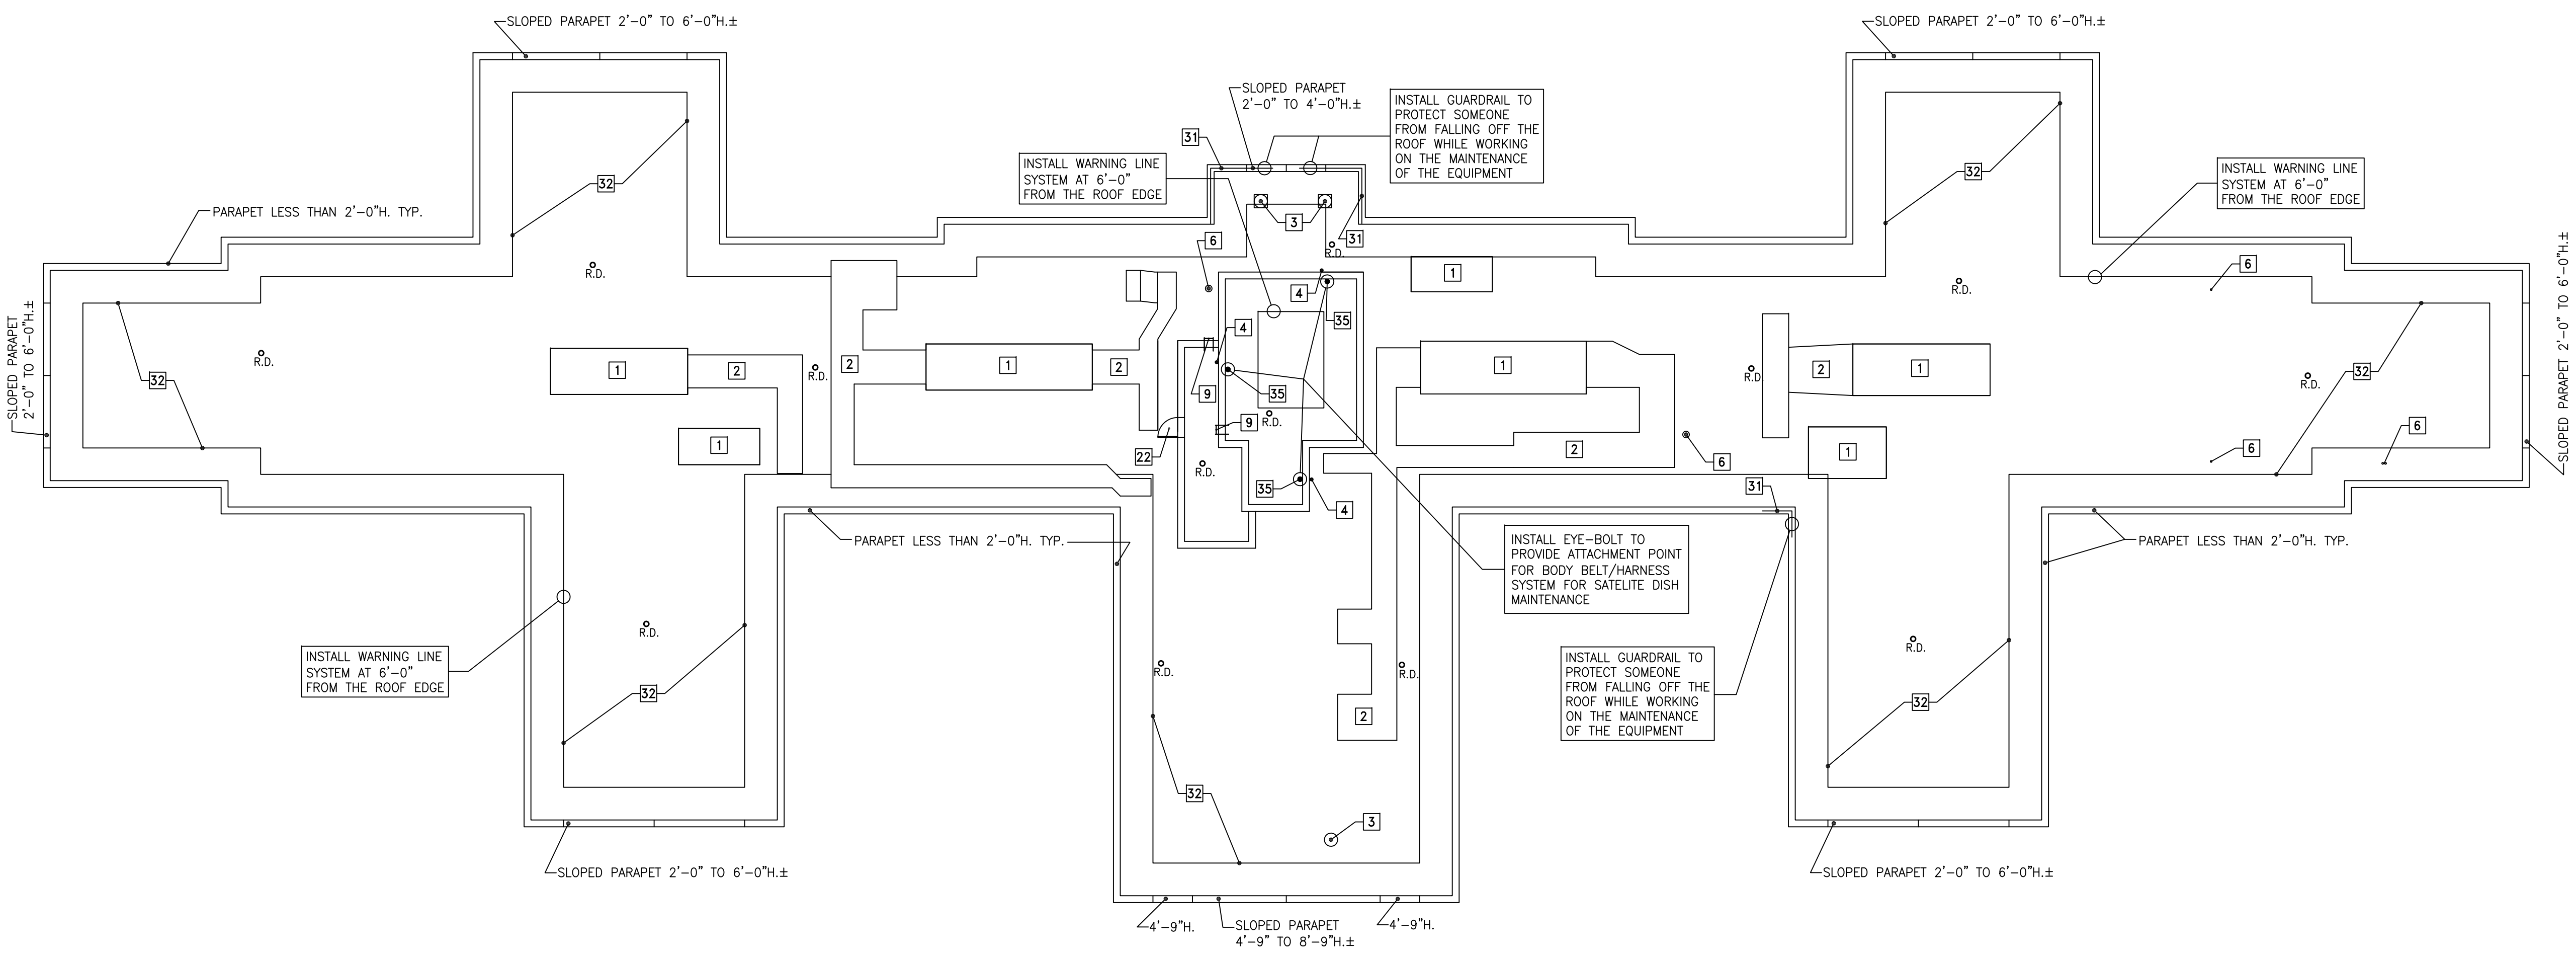 SLOPED PARAPET 2'-0" TO 6'-0"H.±
SLOPED PARAPET 2'-0" TO 6'-0"H.±
SLOPED PARAPET
2'-0" TO 4'-0"H.±
INSTALL GUARDRAIL TO
PROTECT SOMEONE
FROM FALLING OFF THE
ROOF WHILE WORKING
ON THE MAINTENANCE
OF THE EQUIPMENT
31
INSTALL WARNING LINE
SYSTEM AT 6'-0"
FROM THE ROOF EDGE
INSTALL WARNING LINE
SYSTEM AT 6'-0"
FROM THE ROOF EDGE
32
32
PARAPET LESS THAN 2'-0"H. TYP.
3
6
31
R.D.
R.D.
1
6
R.D.
4
35
SLOPED PARAPET
2'-0" TO 6'-0"H.±
SLOPED PARAPET 2'-0" TO 6'-0"H.±
4
R.D.
1
2
R.D.
2
1
2
1
R.D.
2
1
R.D.
32
32
9
35
9
R.D.
1
22
R.D.
2
6
1
6
6
35
4
31
PARAPET LESS THAN 2'-0"H. TYP.
INSTALL EYE-BOLT TO
PROVIDE ATTACHMENT POINT
FOR BODY BELT/HARNESS
SYSTEM FOR SATELITE DISH
MAINTENANCE
PARAPET LESS THAN 2'-0"H. TYP.
R.D.
R.D.
INSTALL WARNING LINE
SYSTEM AT 6'-0"
FROM THE ROOF EDGE
R.D.
R.D.
INSTALL GUARDRAIL TO
PROTECT SOMEONE
FROM FALLING OFF THE
ROOF WHILE WORKING
ON THE MAINTENANCE
OF THE EQUIPMENT
32
2
32
32
3
SLOPED PARAPET 2'-0" TO 6'-0"H.±
SLOPED PARAPET 2'-0" TO 6'-0"H.±
4'-9"H.
SLOPED PARAPET
4'-9" TO 8'-9"H.±
4'-9"H.